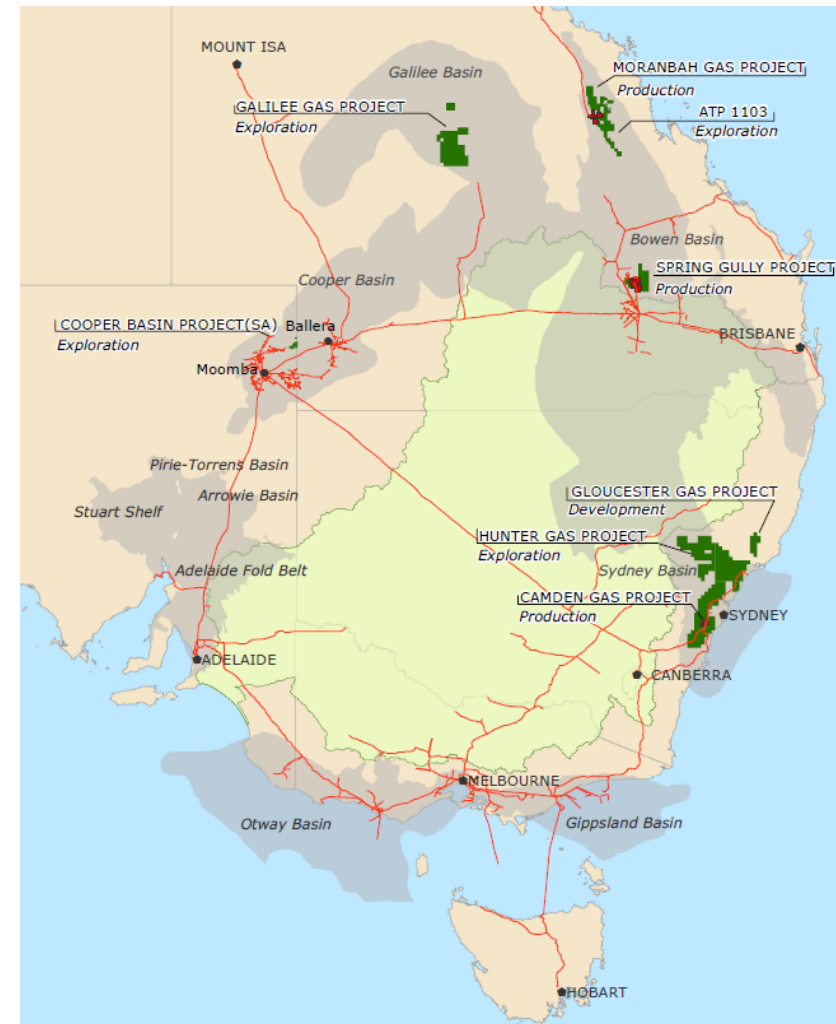 MOUNT ISA
Galilee Basin
MORANBAH GAS PROJECT
Production
GALILEE GAS PROJECT
Exploration
ATP 1103
Exploration
Bowen Basin
SPRING GULLY PROJECT
Production
Cooper Basin
COOPER BASIN PROJECT(SA)
Exploration
Ballera
BRISBANE
Moomba
Pirie-Torrens Basin
Arrowie Basin
Stuart Shelf
GLOUCESTER GAS PROJECT
Development
HUNTER GAS PROJECT
Exploration
Sydney Basin
Adelaide Fold Belt
CAMDEN GAS PROJECT
Production
SYDNEY
ADELAIDE
CANBERRA
MELBOURNE
Otway Basin
Gippsland Basin
HOBART